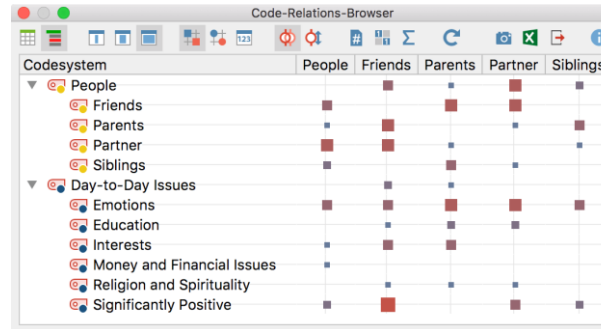 Code-Relations-Browser
123
Codesystem People Friends Parents Partner Siblings
People
Friends
Parents
Partner
Siblings
Day-to-Day Issues
Emotions
Education
Interests
Money and Financial Issues
Religion and Spirituality
Significantly Positive